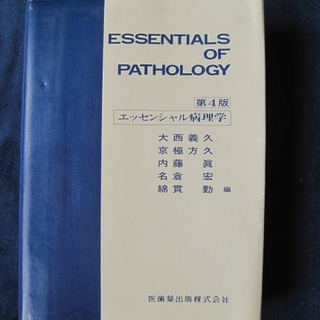 ESSENTIALS
OF
PATHOLOGY
第4版
エッセンシャル病理学
大西義久
京極方久
内藤眞
名倉宏
綿貫勤 編
医歯薬出版株式会社